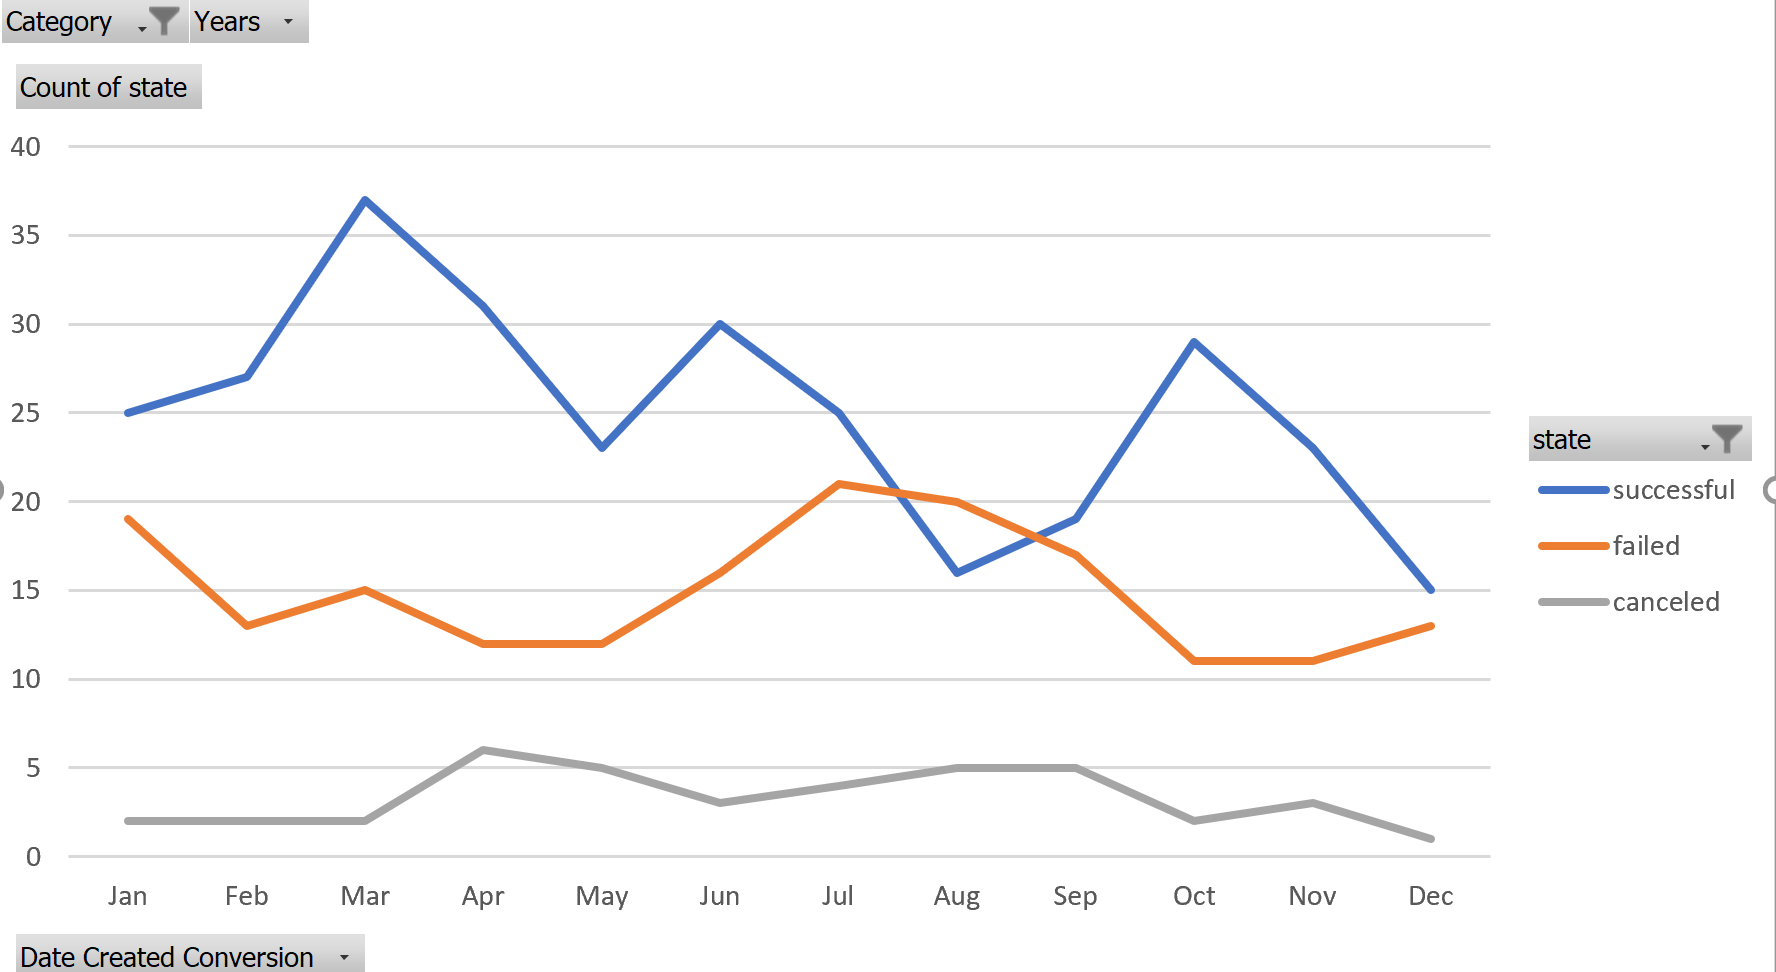 Category Years
Count of state
40
35
30
25
20
15
10
5
0
Jan Feb Mar Apr May Jun Jul Aug Sep Oct Nov Dec
state
successful
failed
canceled
Date Created Conversion